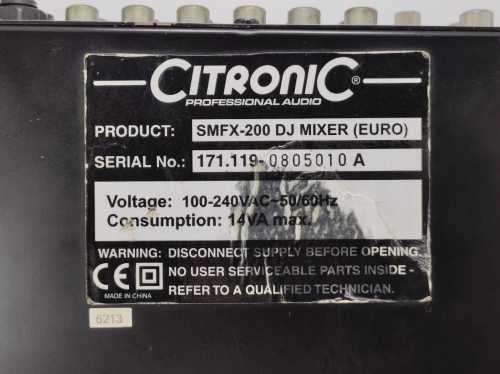 CITRONIC®
PROFESSIONAL AUDIO
PRODUCT: SMFX-200 DJ MIXER (EURO)
SERIAL No.: 171.119-0805010 A
Voltage: 100-240VAC~50/60Hz
Consumption: 14VA max.
WARNING: DISCONNECT SUPPLY BEFORE OPENING.
NO USER SERVICEABLE PARTS INSIDE -
REFER TO A QUALIFIED TECHNICIAN.
CE
MADE IN CHINA
6213